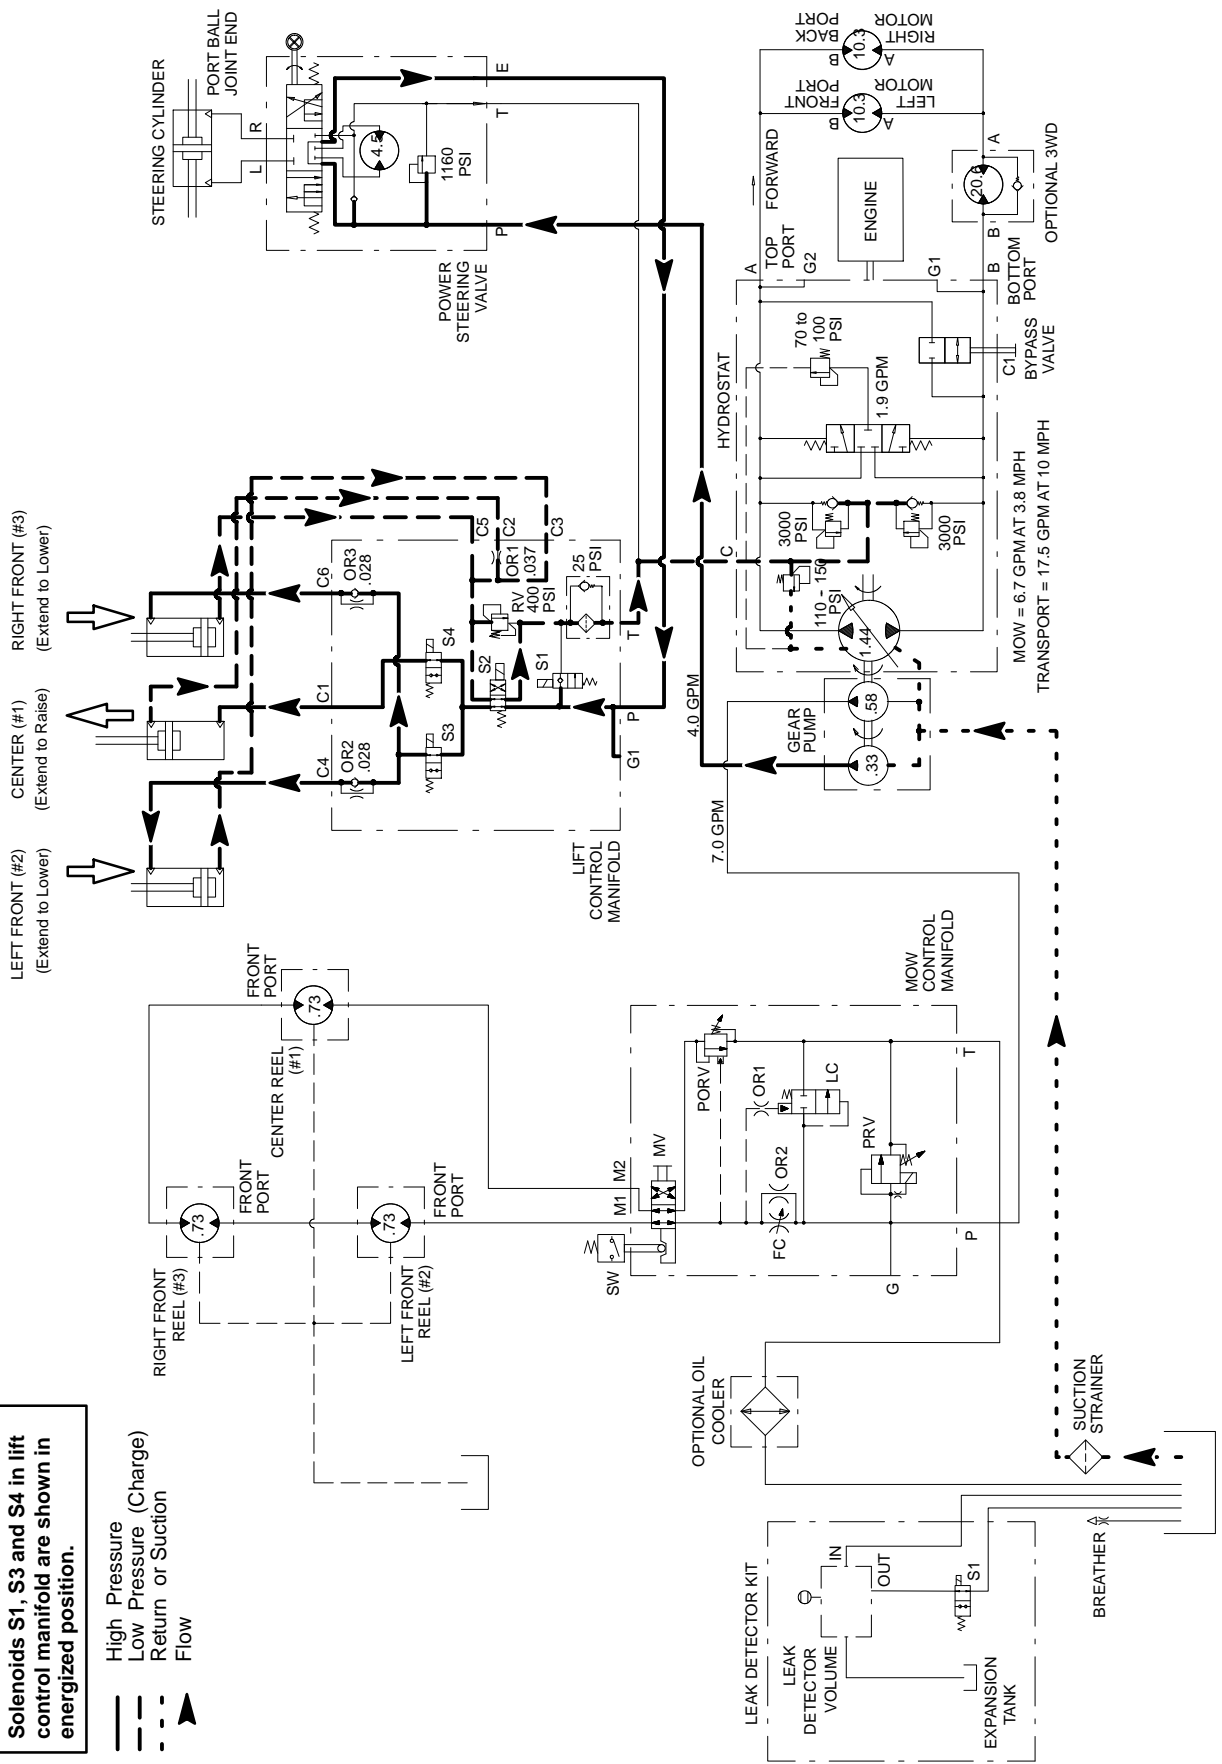 Solenoids S1, S3 and S4 in lift
control manifold are shown in
energized position.
High Pressure
Low Pressure (Charge)
Return or Suction
Flow
LEFT FRONT (#2)
(Extend to Lower)
CENTER (#1)
(Extend to Raise)
RIGHT FRONT (#3)
(Extend to Lower)
STEERING CYLINDER
PORT BALL
JOINT END
L
R
4.5
1160
PSI
P
T
E
POWER
STEERING
VALVE
C4
C1
C6
OR2
.028
OR3
.028
S3
S4
S2
S1
RV
400
PSI
OR1
.037
C5
C2
C3
25
PSI
G1
P
T
LIFT
CONTROL
MANIFOLD
RIGHT FRONT
REEL (#3)
.73
FRONT
PORT
LEFT FRONT
REEL (#2)
.73
FRONT
PORT
CENTER REEL
(#1)
.73
FRONT
PORT
SW
M1
M2
MV
PORV
OR1
LC
FC
OR2
PRV
G
P
T
MOW
CONTROL
MANIFOLD
7.0 GPM
4.0 GPM
GEAR
PUMP
.33
.58
1.44
110 - 150
PSI
C
HYDROSTAT
3000
PSI
3000
PSI
1.9 GPM
70 to
100
PSI
C1
BYPASS
VALVE
MOW = 6.7 GPM AT 3.8 MPH
TRANSPORT = 17.5 GPM AT 10 MPH
A
TOP
PORT
G2
G1
B
BOTTOM
PORT
FORWARD
ENGINE
20.6
A
B
OPTIONAL 3WD
FRONT
PORT
B
10.3
A
LEFT
MOTOR
BACK
PORT
B
10.3
A
RIGHT
MOTOR
OPTIONAL OIL
COOLER
LEAK DETECTOR KIT
LEAK
DETECTOR
VOLUME
IN
OUT
S1
EXPANSION
TANK
BREATHER
SUCTION
STRAINER